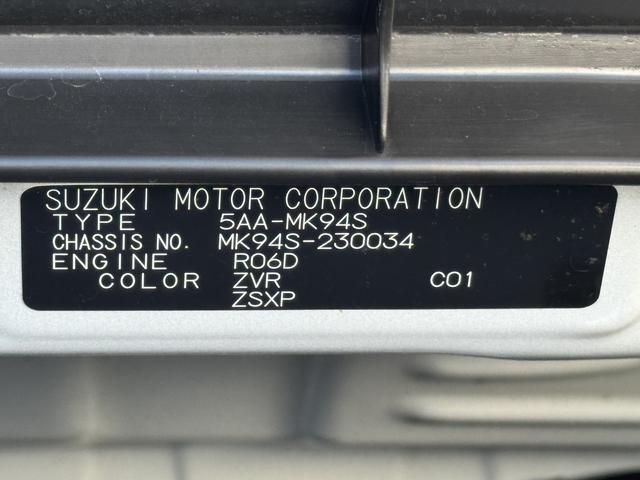 SUZUKI MOTOR CORPORATION
TYPE 5AA-MK94S
CHASSIS NO. MK94S-230034
ENGINE R06D
COLOR ZVR C01
ZSXP